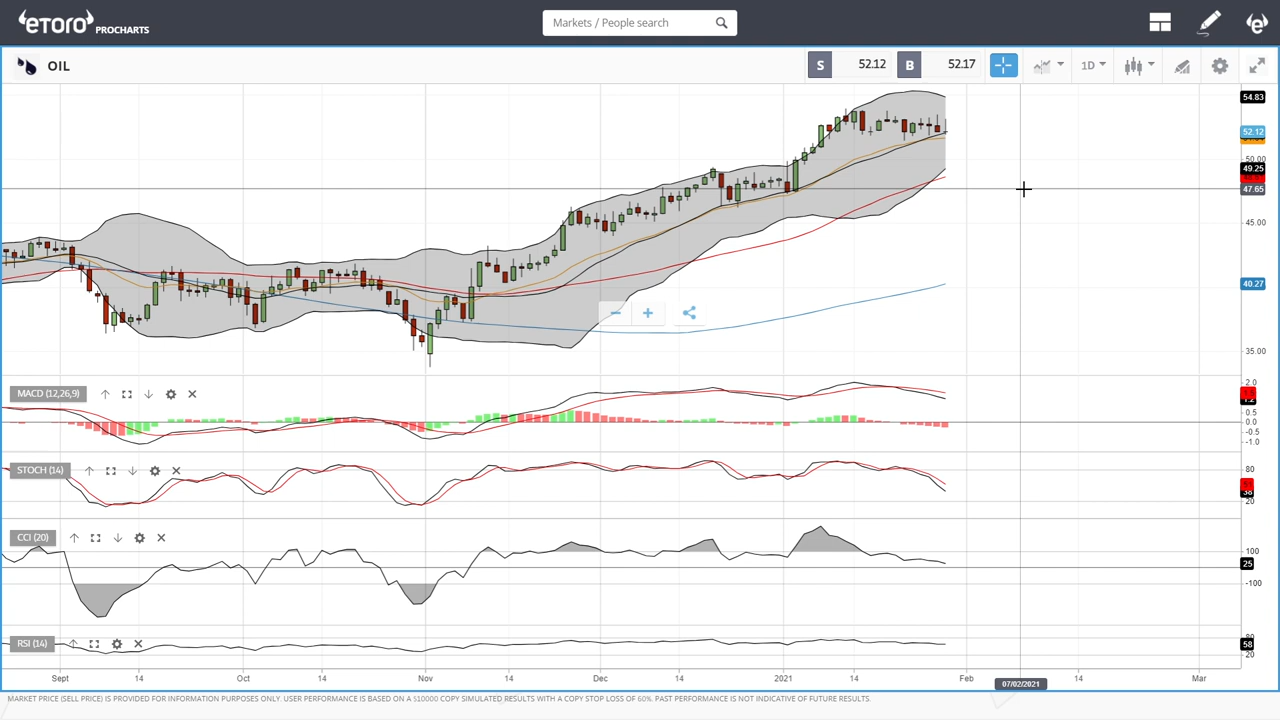 eTORO PROCHARTS
Markets / People search
OIL
S 52.12 B 52.17
1D
54.83
52.12
50.00
49.25
47.65
45.00
40.27
35.00
MACD (12,26,9)
2.0
0.5
0.0
-0.5
-1.0
STOCH (14)
80
20
CCI (20)
100
25
-100
RSI (14)
80
58
20
Sept 14 Oct 14 Nov 14 Dec 14 2021 14 Feb 14 Mar
07/02/2021
MARKET PRICE (SELL PRICE) IS PROVIDED FOR INFORMATION PURPOSES ONLY. USER PERFORMANCE IS BASED ON A $10000 COPY SIMULATED RESULTS WITH A COPY STOP LOSS OF 60%. PAST PERFORMANCE IS NOT INDICATIVE OF FUTURE RESULTS.